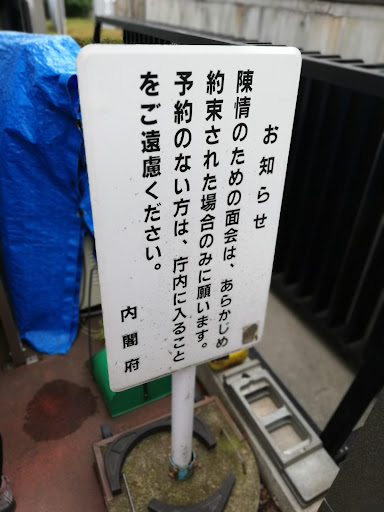 お知らせ
陳情のための面会は、あらかじめ
約束された場合のみに願います。
予約のない方は、庁内に入ること
をご遠慮ください。
内閣府